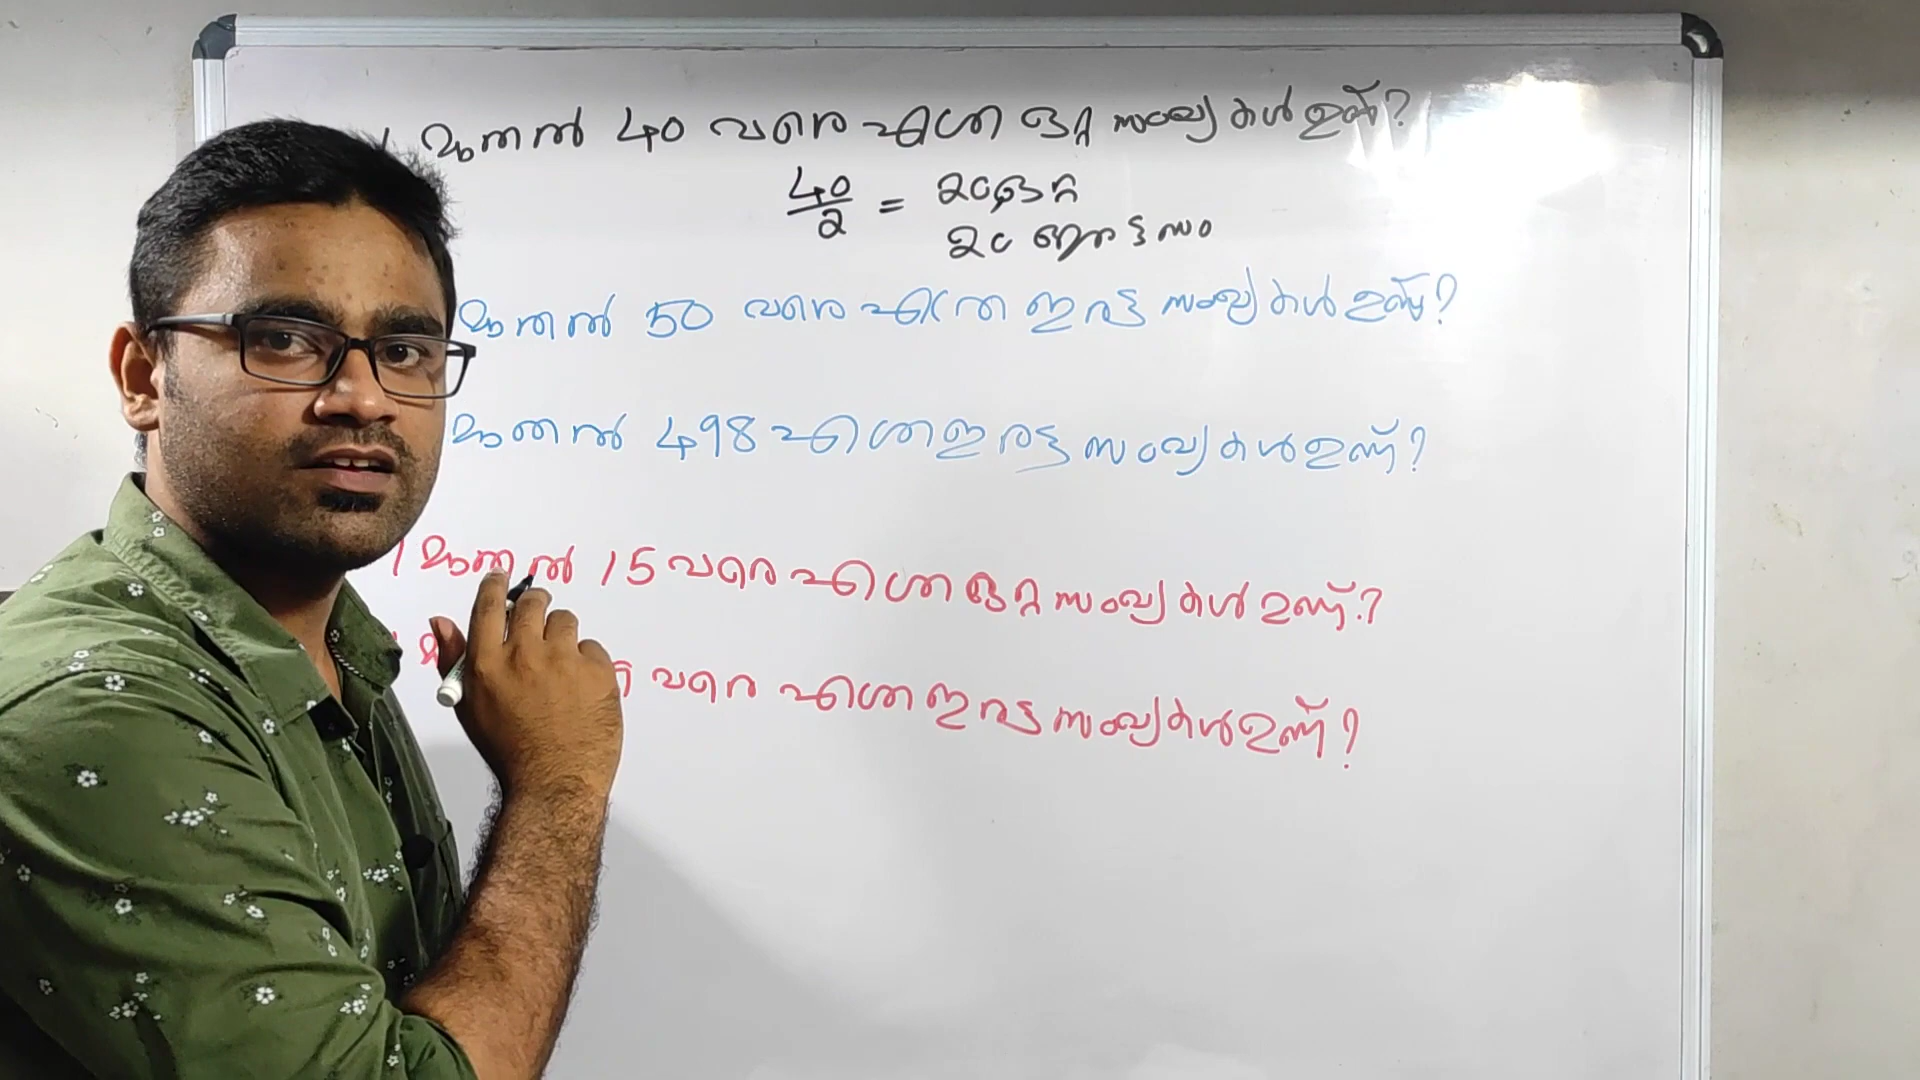 1 മുതൽ 40 വരെ എത്ര ഒറ്റ സംഖ്യകൾ ഉണ്ട്?
40/2 = 20 ഒറ്റ
20 ഇരട്ട സം
മുതൽ 50 വരെ എത്ര ഇരട്ട സംഖ്യകൾ ഉണ്ട്?
മുതൽ 498 എത്ര ഇരട്ട സംഖ്യകൾ ഉണ്ട്?
1 മുതൽ 15 വരെ എത്ര ഒറ്റ സംഖ്യകൾ ഉണ്ട്?
1 വരെ എത്ര ഇരട്ട സംഖ്യകൾ ഉണ്ട്?